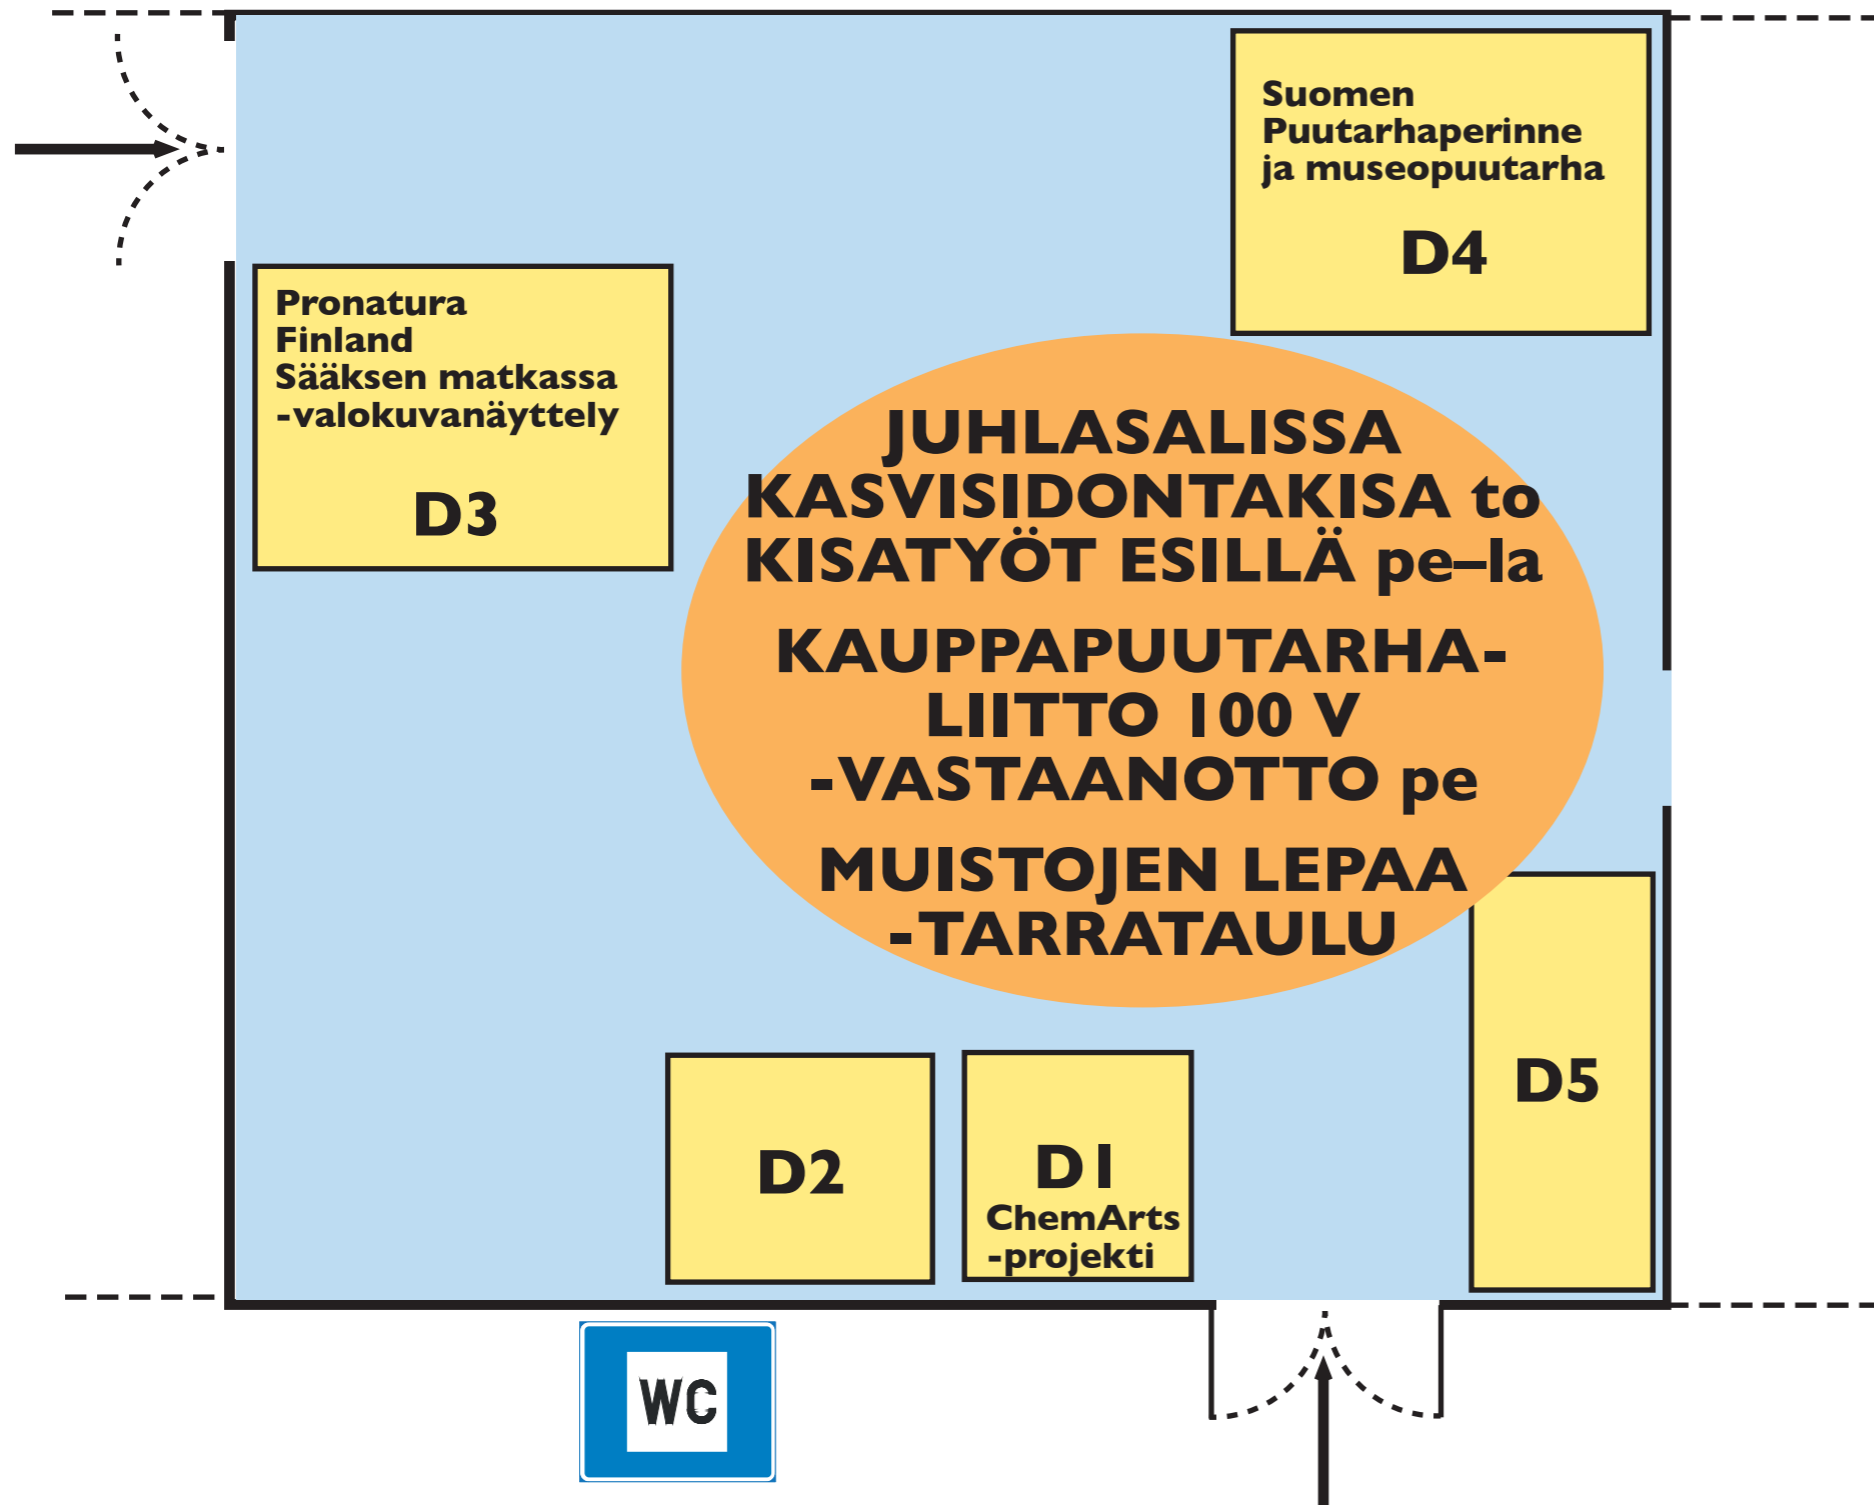 Suomen
Puutarhaperinne
ja museopuutarha
D4
Pronatura
Finland
Sääksen matkassa
-valokuvanäyttely
D3
JUHLASALISSA
KASVISIDONTAKISA to
KISATYÖT ESILLÄ pe–la
KAUPPAPUUTARHA-
LIITTO 100 V
-VASTAANOTTO pe
MUISTOJEN LEPAA
-TARRATAULU
D5
D2
D1
ChemArts
-projekti
WC